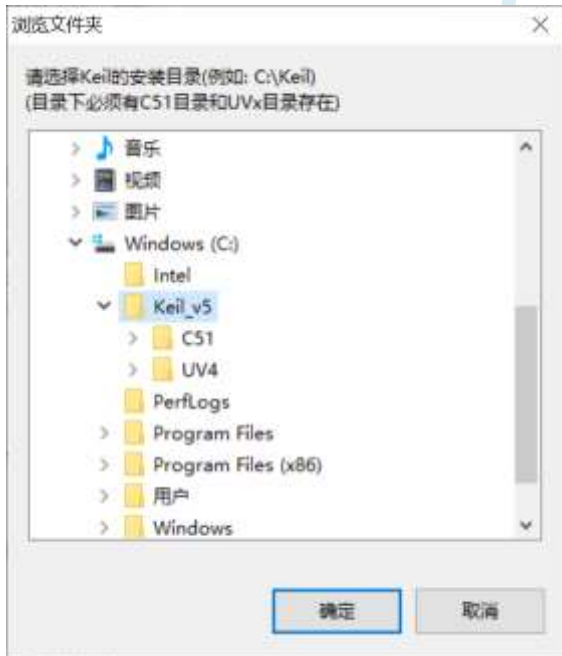 浏览文件夹
请选择Keil的安装目录(例如: C:\Keil)
(目录下必须有C51目录和UVx目录存在)
音乐
视频
图片
Windows (C:)
Intel
Keil_v5
C51
UV4
PerfLogs
Program Files
Program Files (x86)
用户
Windows
确定
取消